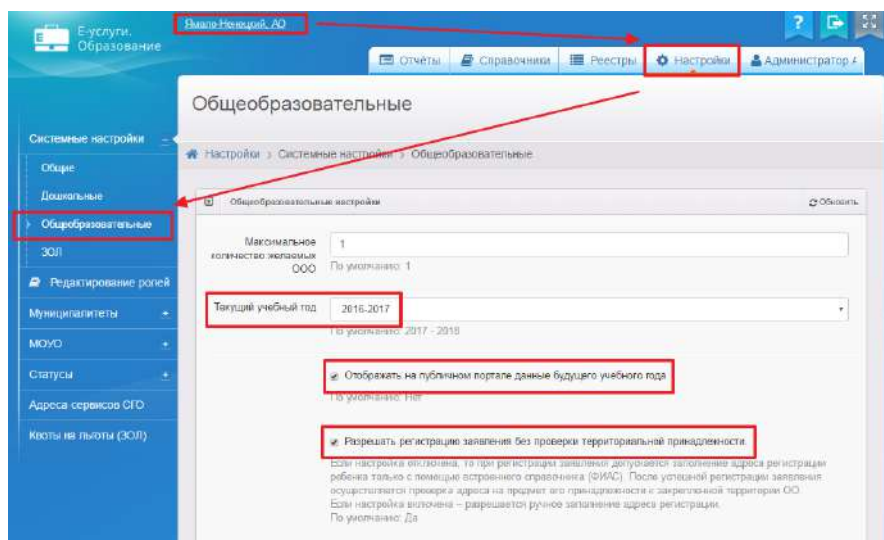 Е-услуги.
Образование
Ямало-Ненецкий, АО
?
Отчёты
Справочники
Реестры
Настройки
Администратор А
Общеобразовательные
Настройки > Системные настройки > Общеобразовательные
Системные настройки –
Общие
Дошкольные
Общеобразовательные
ЗОЛ
Редактирование ролей
Муниципалитеты +
МОУО +
Статусы +
Адреса сервисов СГО
Квоты на льготы (ЗОЛ)
Общеобразовательные настройки
Обновить
Максимальное
количество желаемых
ООО
1
По умолчанию: 1
Текущий учебный год
2016-2017
По умолчанию: 2017 - 2018
Отображать на публичном портале данные будущего учебного года
По умолчанию: Нет
Разрешать регистрацию заявления без проверки территориальной принадлежности.
Если настройка отключена, то при регистрации заявления допускается заполнение адреса регистрации
ребенка только с помощью встроенного справочника (ФИАС). После успешной регистрации заявления
осуществляется проверка адреса на предмет его принадлежности к закрепленной территории ОО.
Если настройка включена – разрешается ручное заполнение адреса регистрации.
По умолчанию: Да